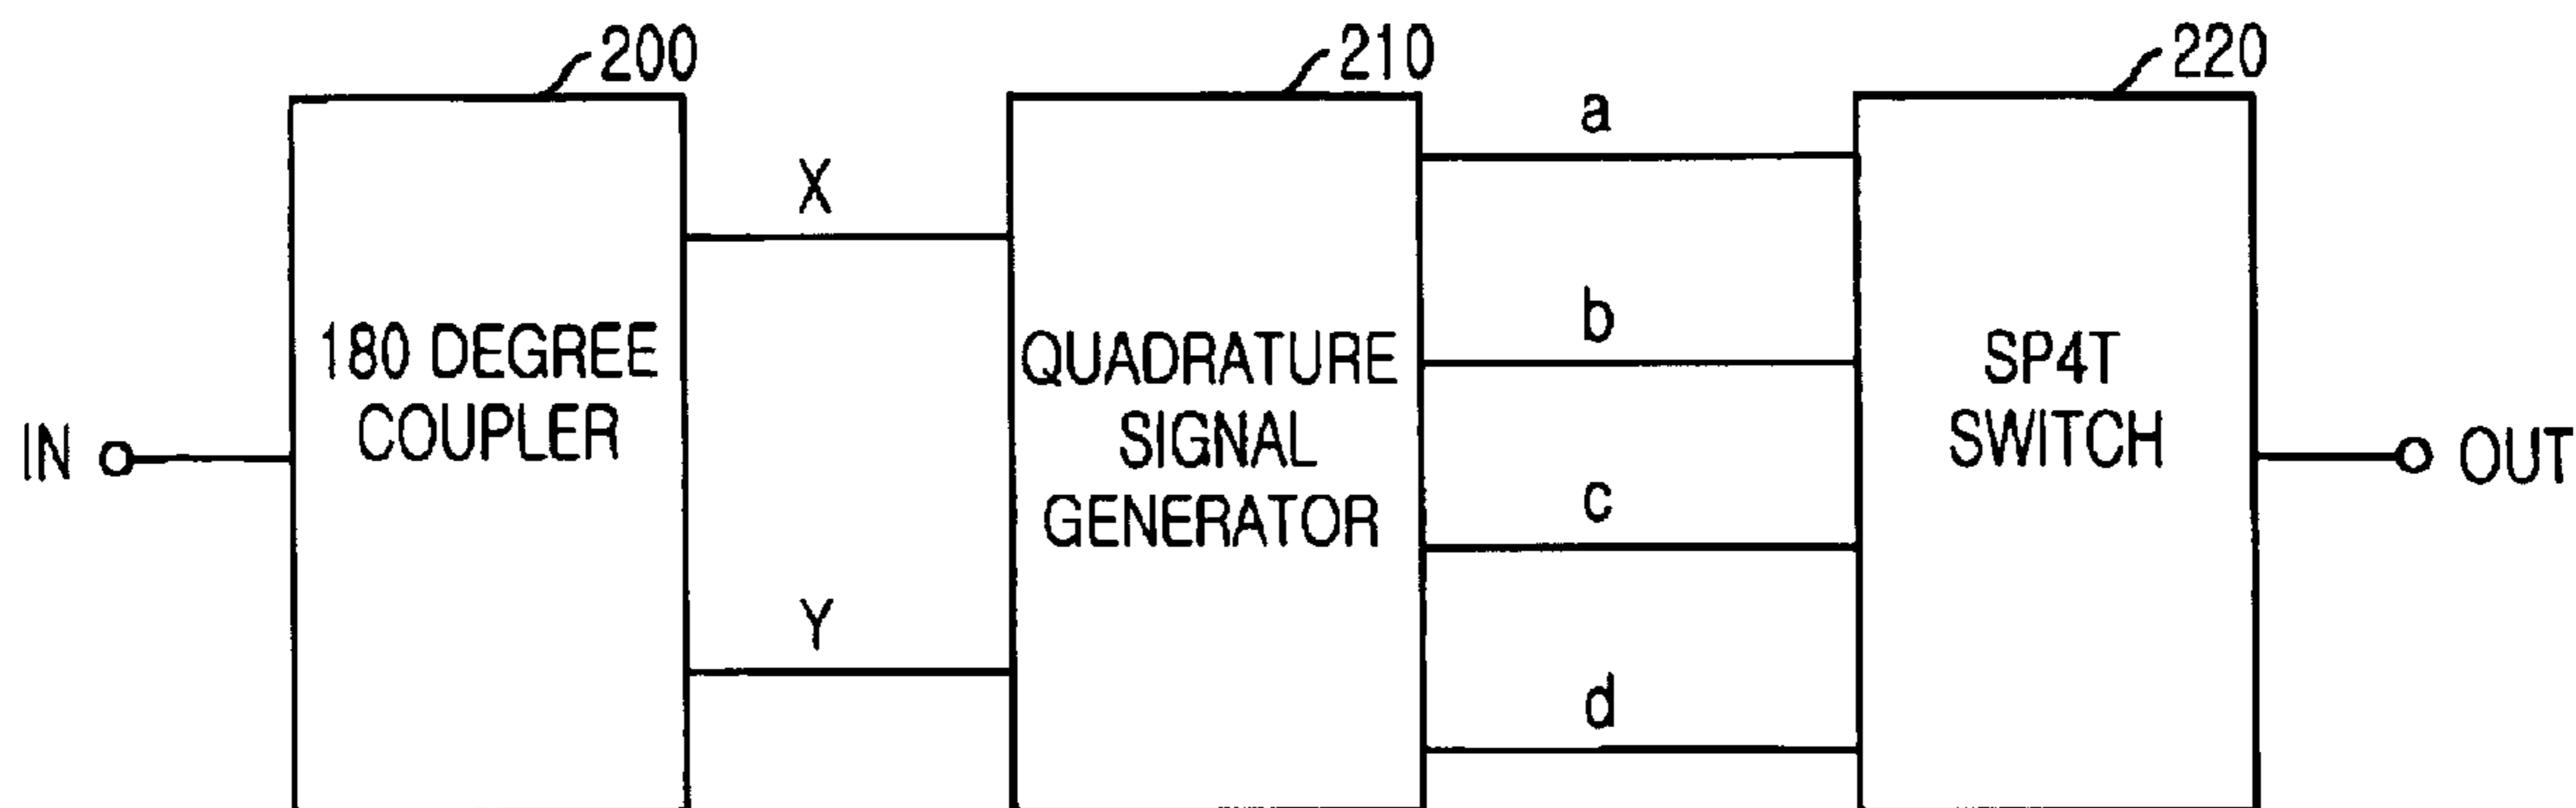 200
210
220
a
X
b
180 DEGREE
COUPLER
QUADRATURE
SIGNAL
GENERATOR
SP4T
SWITCH
IN
OUT
c
Y
d